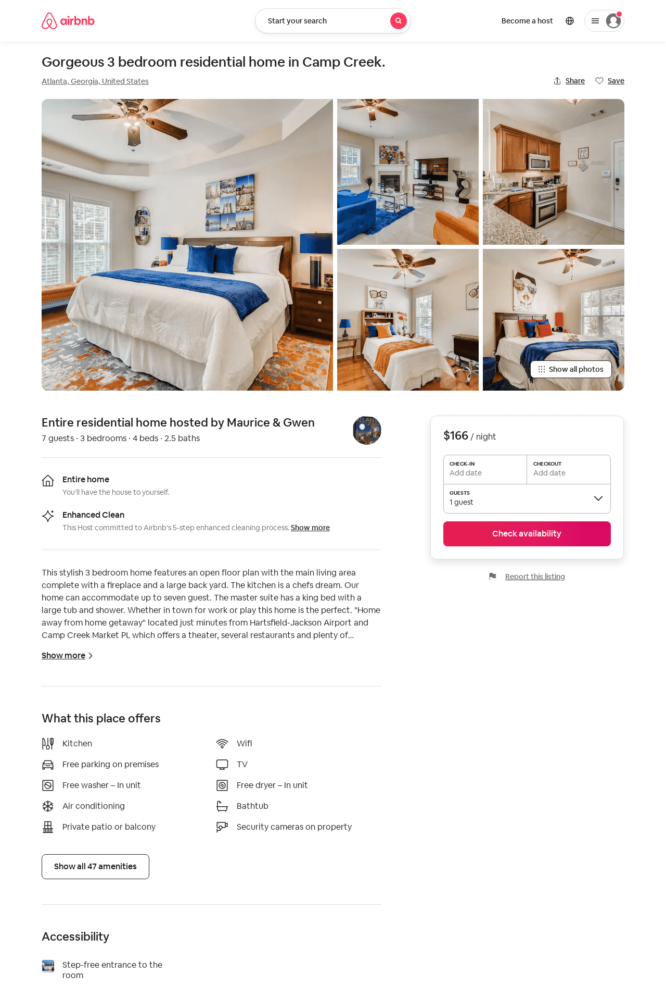 airbnb
Start your search
Become a host
Gorgeous 3 bedroom residential home in Camp Creek.
Atlanta, Georgia, United States
Share
Save
Show all photos
Entire residential home hosted by Maurice & Gwen
7 guests · 3 bedrooms · 4 beds · 2.5 baths
ATLANTA
$166 / night
CHECK-IN
Add date
CHECKOUT
Add date
GUESTS
1 guest
Check availability
Report this listing
Entire home
You’ll have the house to yourself.
Enhanced Clean
This Host committed to Airbnb's 5-step enhanced cleaning process. Show more
This stylish 3 bedroom home features an open floor plan with the main living area
complete with a fireplace and a large back yard. The kitchen is a chefs dream. Our
home can accommodate up to seven guest. The master suite has a king bed with a
large tub and shower. Whether in town for work or play this home is the perfect. "Home
away from home getaway" located just minutes from Hartsfield-Jackson Airport and
Camp Creek Market PL which offers a theater, several restaurants and plenty of…
Show more
What this place offers
Kitchen
Wifi
Free parking on premises
TV
Free washer – In unit
Free dryer – In unit
Air conditioning
Bathtub
Private patio or balcony
Security cameras on property
Show all 47 amenities
Accessibility
Step-free entrance to the
room